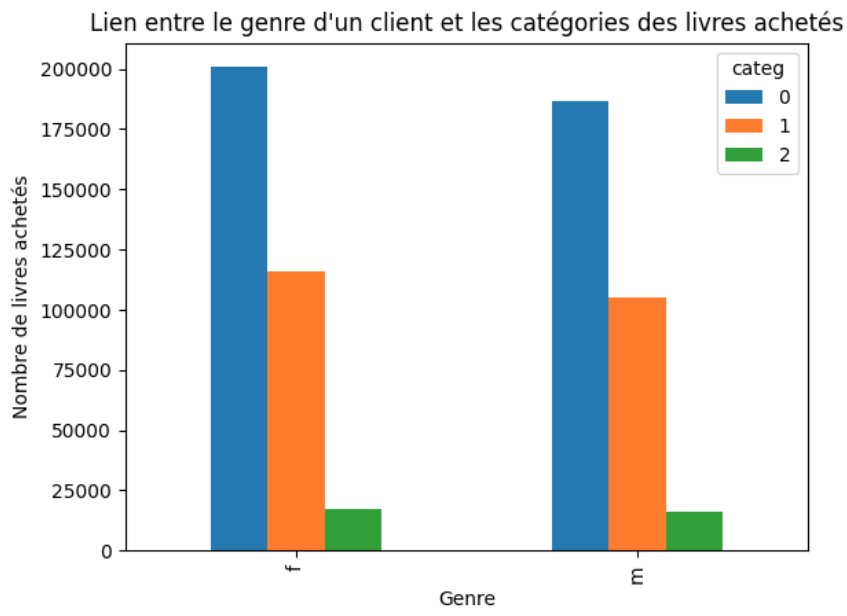 Lien entre le genre d'un client et les catégories des livres achetés
categ
0
1
2
Nombre de livres achetés
200000
175000
150000
125000
100000
75000
50000
25000
0
f
m
Genre